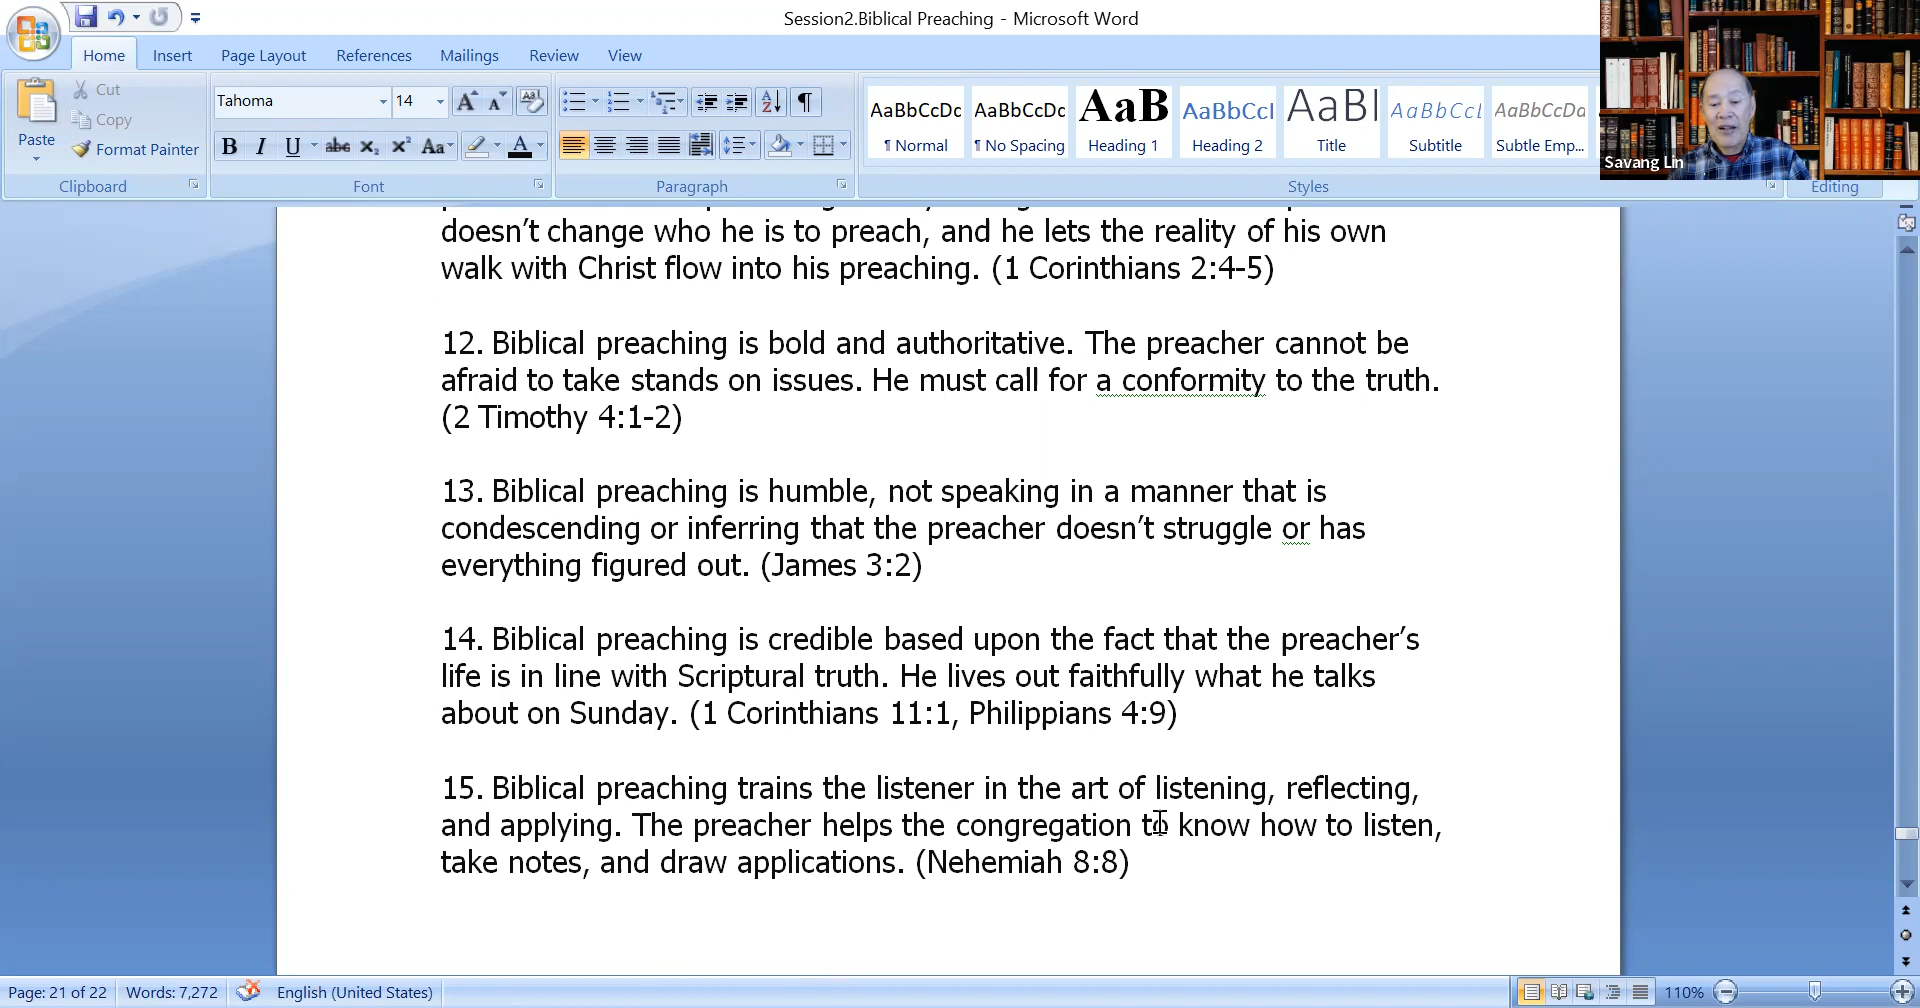 Session2.Biblical Preaching - Microsoft Word
Home Insert Page Layout References Mailings Review View
Paste
Cut
Copy
Format Painter
Clipboard
Tahoma 14
B I U abc x₂ x² Aa A
Font
Paragraph
AaBbCcDc AaBbCcDc AaB AaBbCcI AaBl AaBbCcL AaBbCcDa
¶ Normal ¶ No Spacing Heading 1 Heading 2 Title Subtitle Subtle Emp...
Styles
Editing
Savang Lin
doesn’t change who he is to preach, and he lets the reality of his own
walk with Christ flow into his preaching. (1 Corinthians 2:4-5)
12. Biblical preaching is bold and authoritative. The preacher cannot be
afraid to take stands on issues. He must call for a conformity to the truth.
(2 Timothy 4:1-2)
13. Biblical preaching is humble, not speaking in a manner that is
condescending or inferring that the preacher doesn’t struggle or has
everything figured out. (James 3:2)
14. Biblical preaching is credible based upon the fact that the preacher’s
life is in line with Scriptural truth. He lives out faithfully what he talks
about on Sunday. (1 Corinthians 11:1, Philippians 4:9)
15. Biblical preaching trains the listener in the art of listening, reflecting,
and applying. The preacher helps the congregation to know how to listen,
take notes, and draw applications. (Nehemiah 8:8)
Page: 21 of 22 Words: 7,272 English (United States) 110%